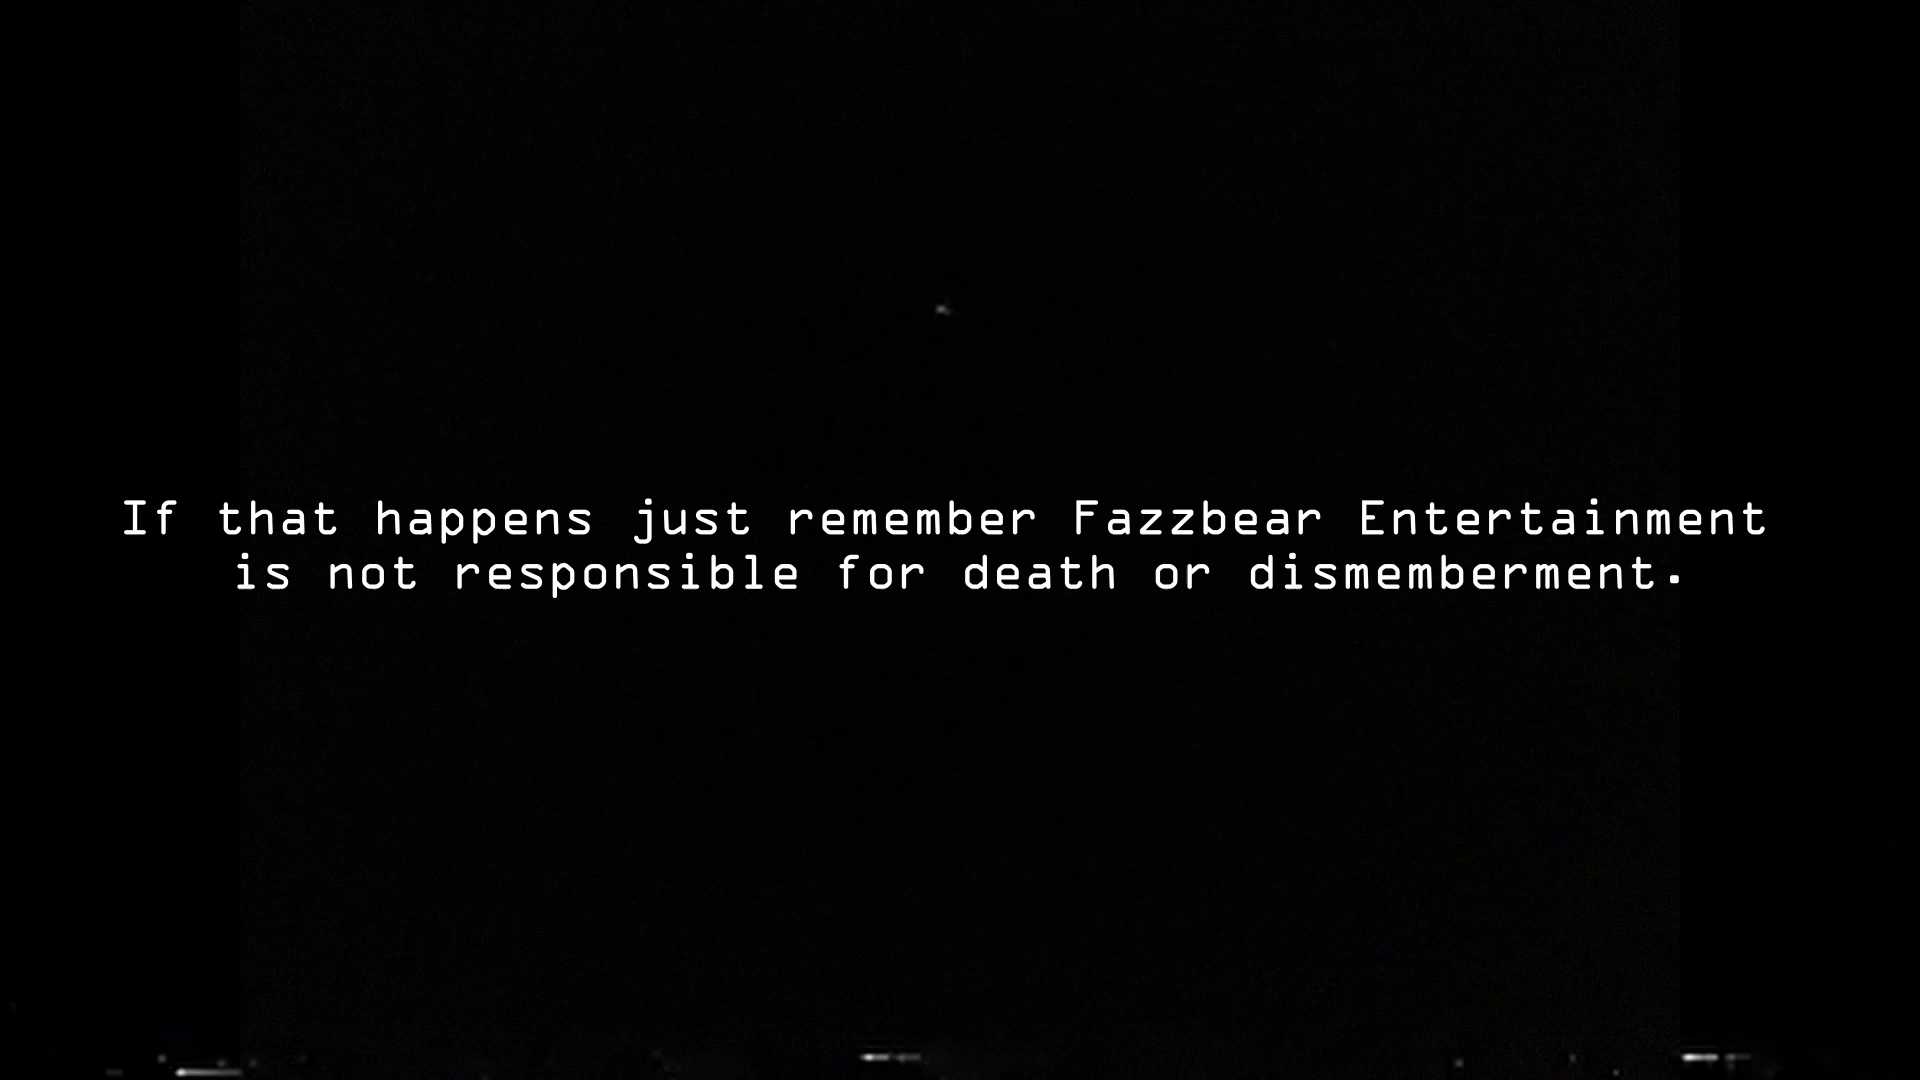 If that happens just remember Fazzbear Entertainment
is not responsible for death or dismemberment.